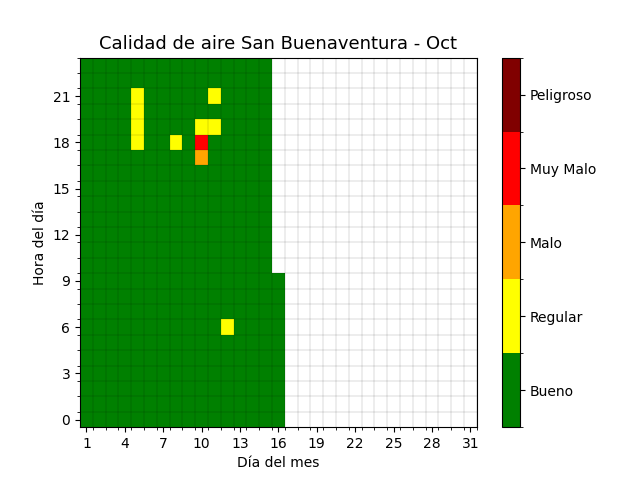 Calidad de aire San Buenaventura - Oct
Hora del día
21
18
15
12
9
6
3
0
1 4 7 10 13 16 19 22 25 28 31
Día del mes
Peligroso
Muy Malo
Malo
Regular
Bueno